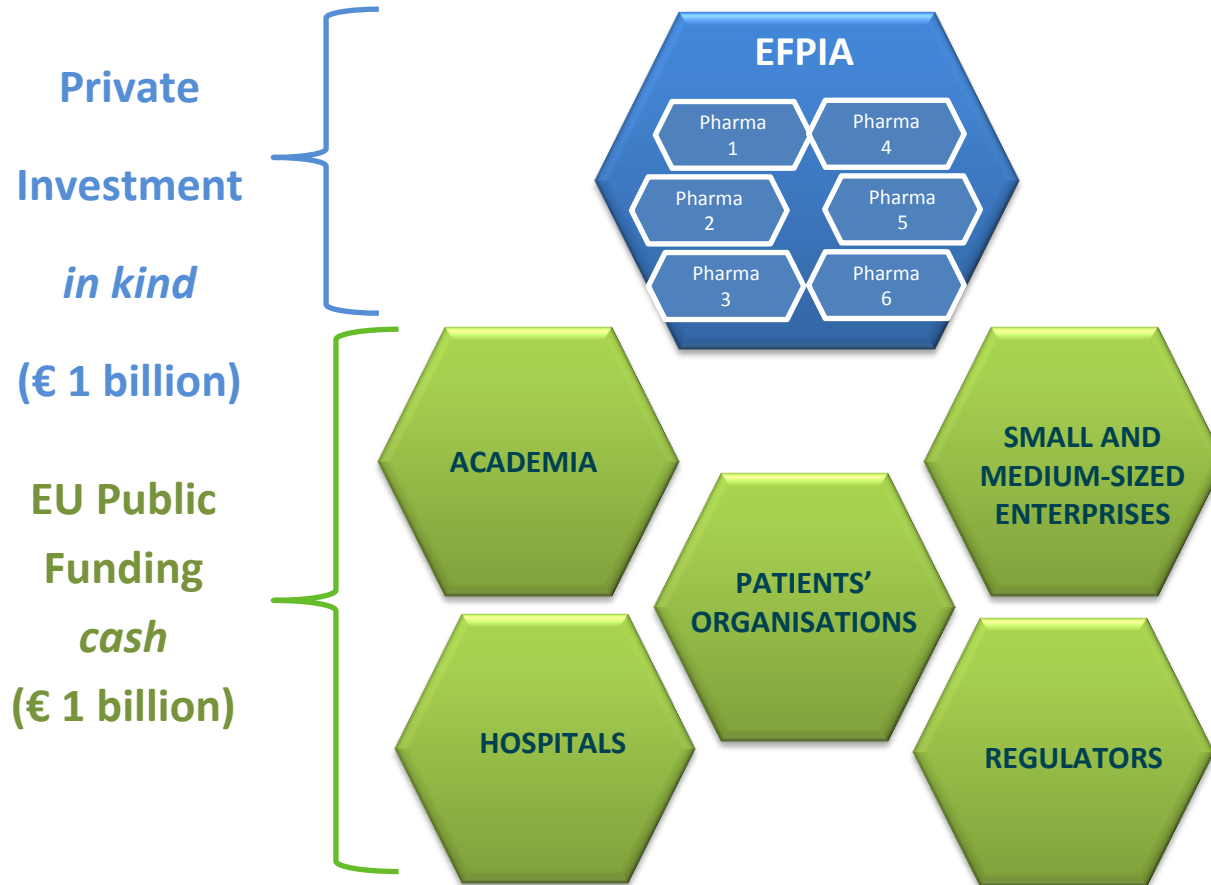 Private
Investment
in kind
(€ 1 billion)
EFPIA
Pharma
1
Pharma
4
Pharma
2
Pharma
5
Pharma
3
Pharma
6
EU Public
Funding
cash
(€ 1 billion)
ACADEMIA
SMALL AND
MEDIUM-SIZED
ENTERPRISES
PATIENTS’
ORGANISATIONS
HOSPITALS
REGULATORS